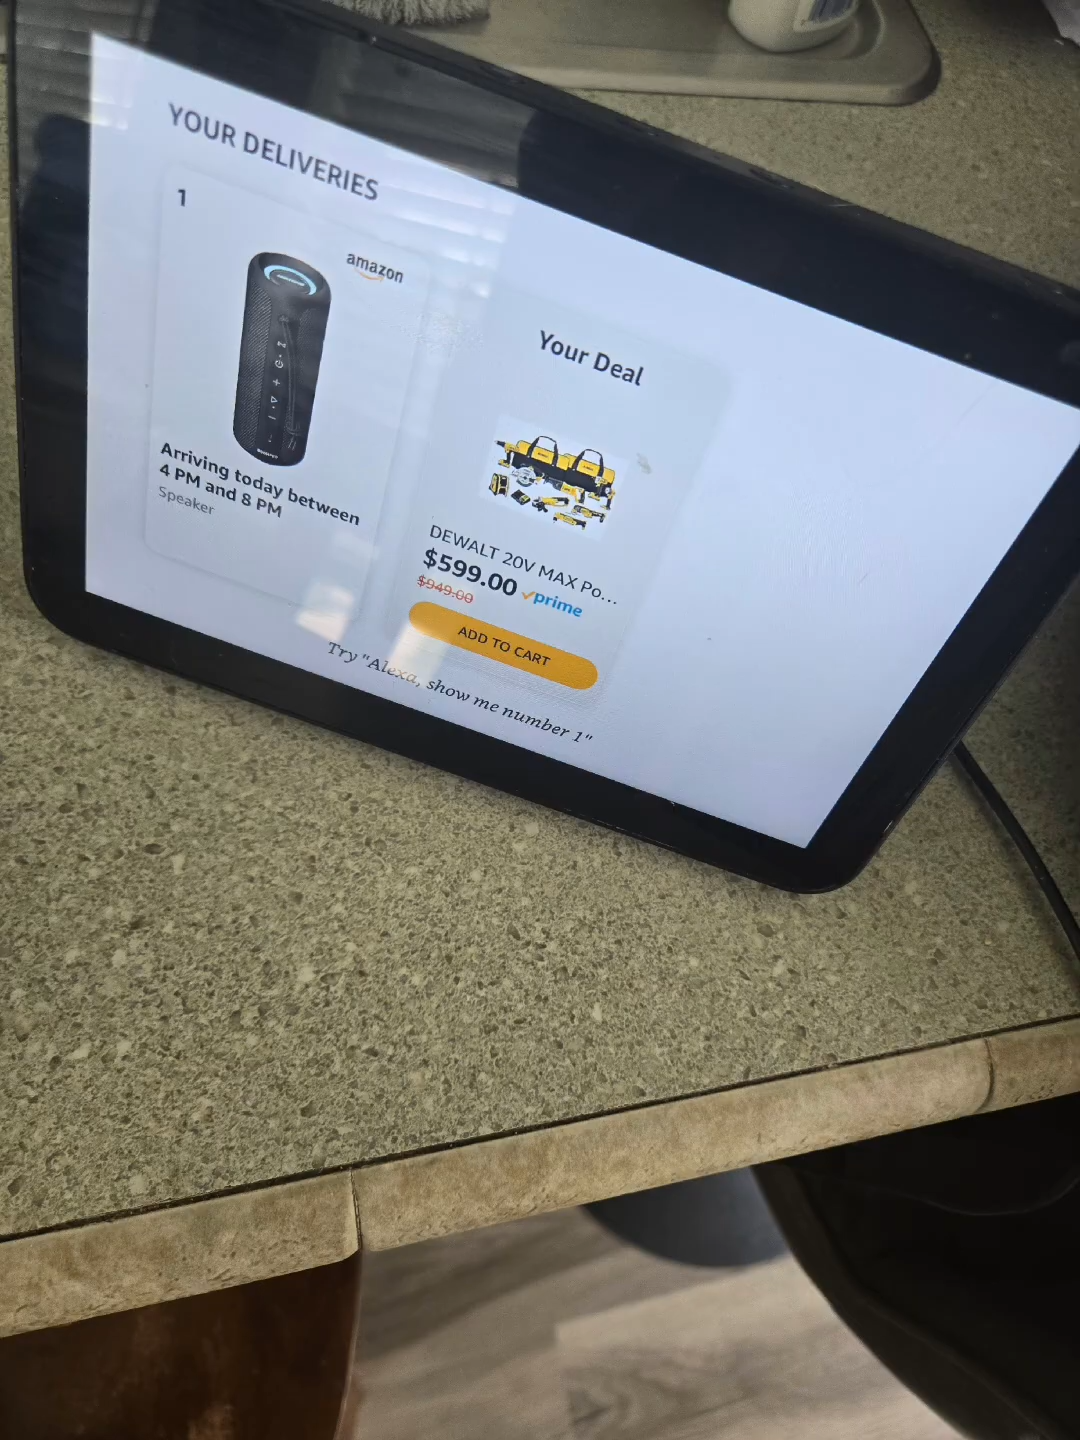 YOUR DELIVERIES
1
amazon
Arriving today between
4 PM and 8 PM
Speaker
Your Deal
DEWALT 20V MAX Po...
$599.00
$949.00
prime
ADD TO CART
Try "Alexa, show me number 1"